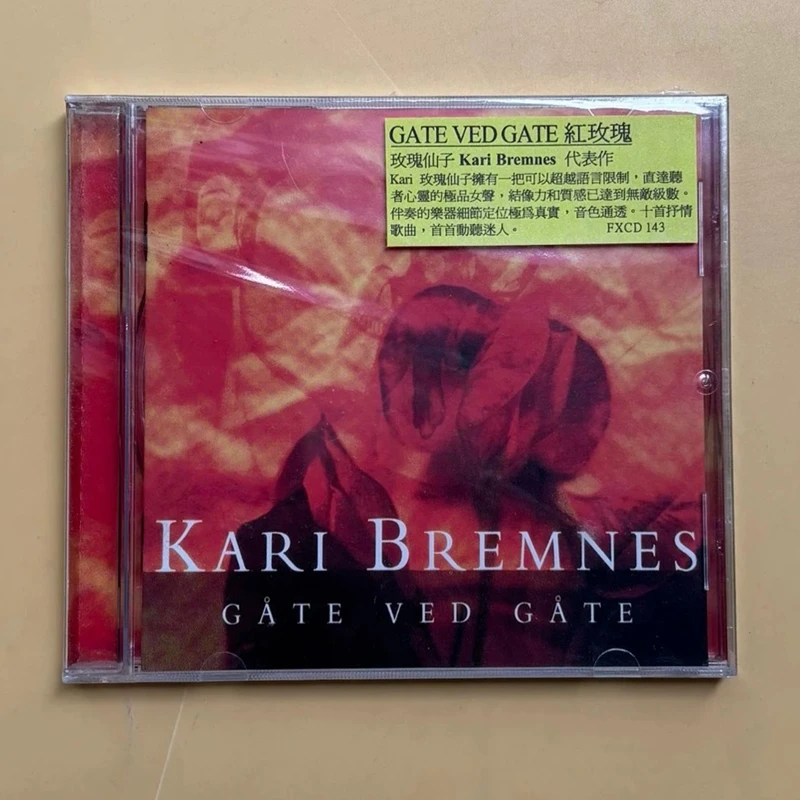 GATE VED GATE 紅玫瑰
玫瑰仙子 Kari Bremnes 代表作
Kari 玫瑰仙子擁有一把可以超越語言限制，直達聽
者心靈的極品女聲，結像力和質感已達到無敵級數。
伴奏的樂器細節定位極爲真實，音色通透。十首抒情
歌曲，首首動聽迷人。 FXCD 143
KARI BREMNES
GÅTE VED GÅTE